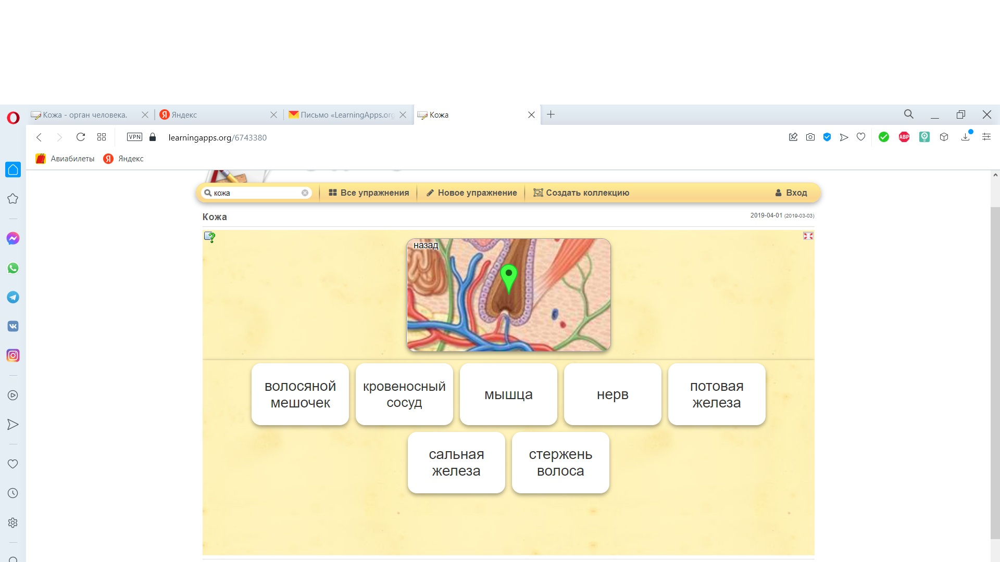 Кожа - орган человека.
Яндекс
Письмо «LearningApps.org
Кожа
VPN
learningapps.org/6743380
ABP
Авиабилеты
Яндекс
кожа
Все упражнения
Новое упражнение
Создать коллекцию
Вход
Кожа
2019-04-01 (2019-03-03)
назад
волосяной
мешочек
кровеносный
сосуд
мышца
нерв
потовая
железа
сальная
железа
стержень
волоса